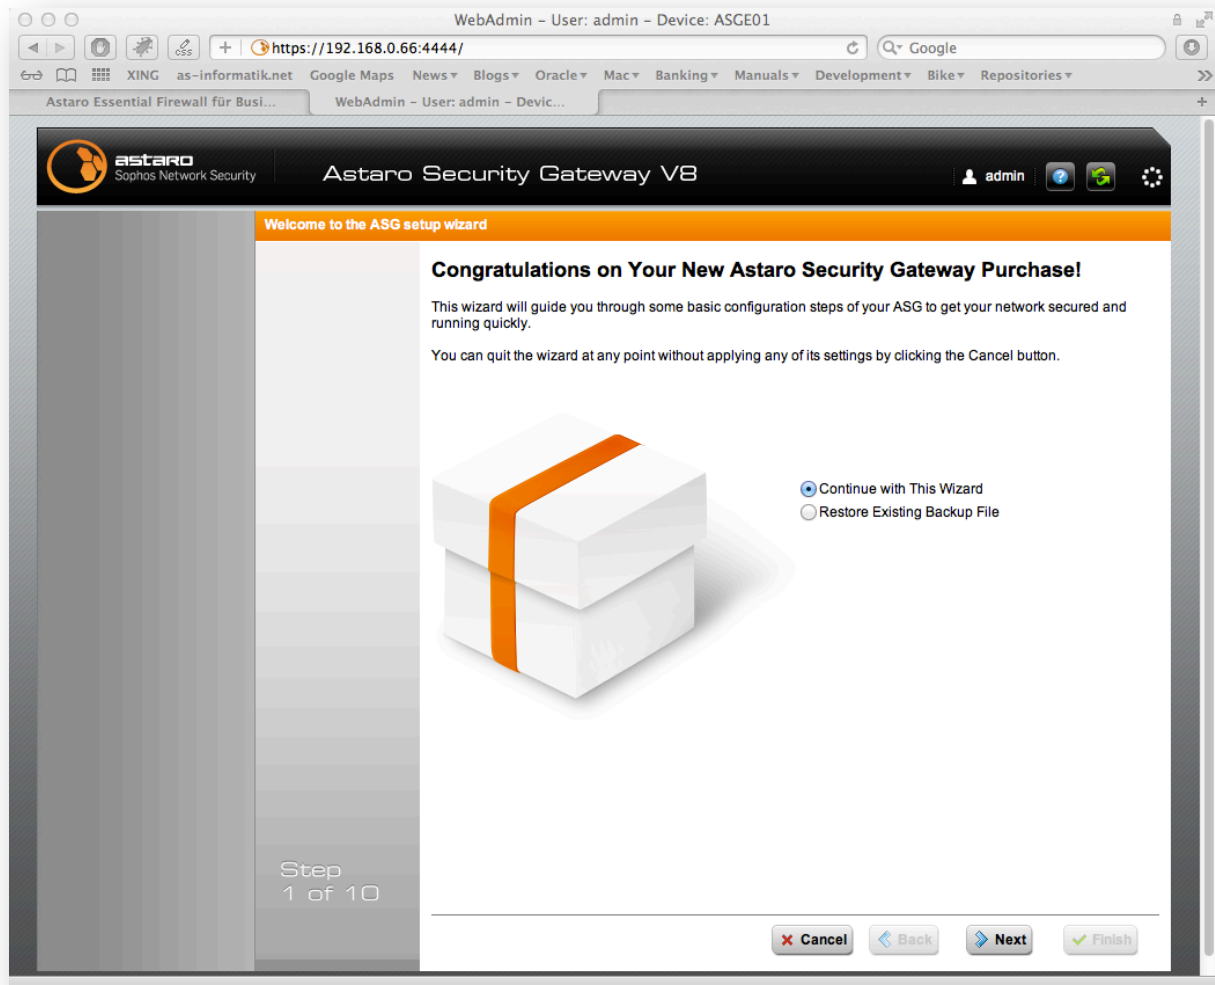 WebAdmin – User: admin – Device: ASGE01
css
+
https://192.168.0.66:4444/
Google
XING as-informatik.net Google Maps News Blogs Oracle Mac Banking Manuals Development Bike Repositories
Astaro Essential Firewall für Busi...
WebAdmin – User: admin – Devic...
+
astaro
Sophos Network Security
Astaro Security Gateway V8
admin
?
Welcome to the ASG setup wizard
Congratulations on Your New Astaro Security Gateway Purchase!
This wizard will guide you through some basic configuration steps of your ASG to get your network secured and
running quickly.
You can quit the wizard at any point without applying any of its settings by clicking the Cancel button.
Continue with This Wizard
Restore Existing Backup File
Step
1 of 10
Cancel
Back
Next
Finish